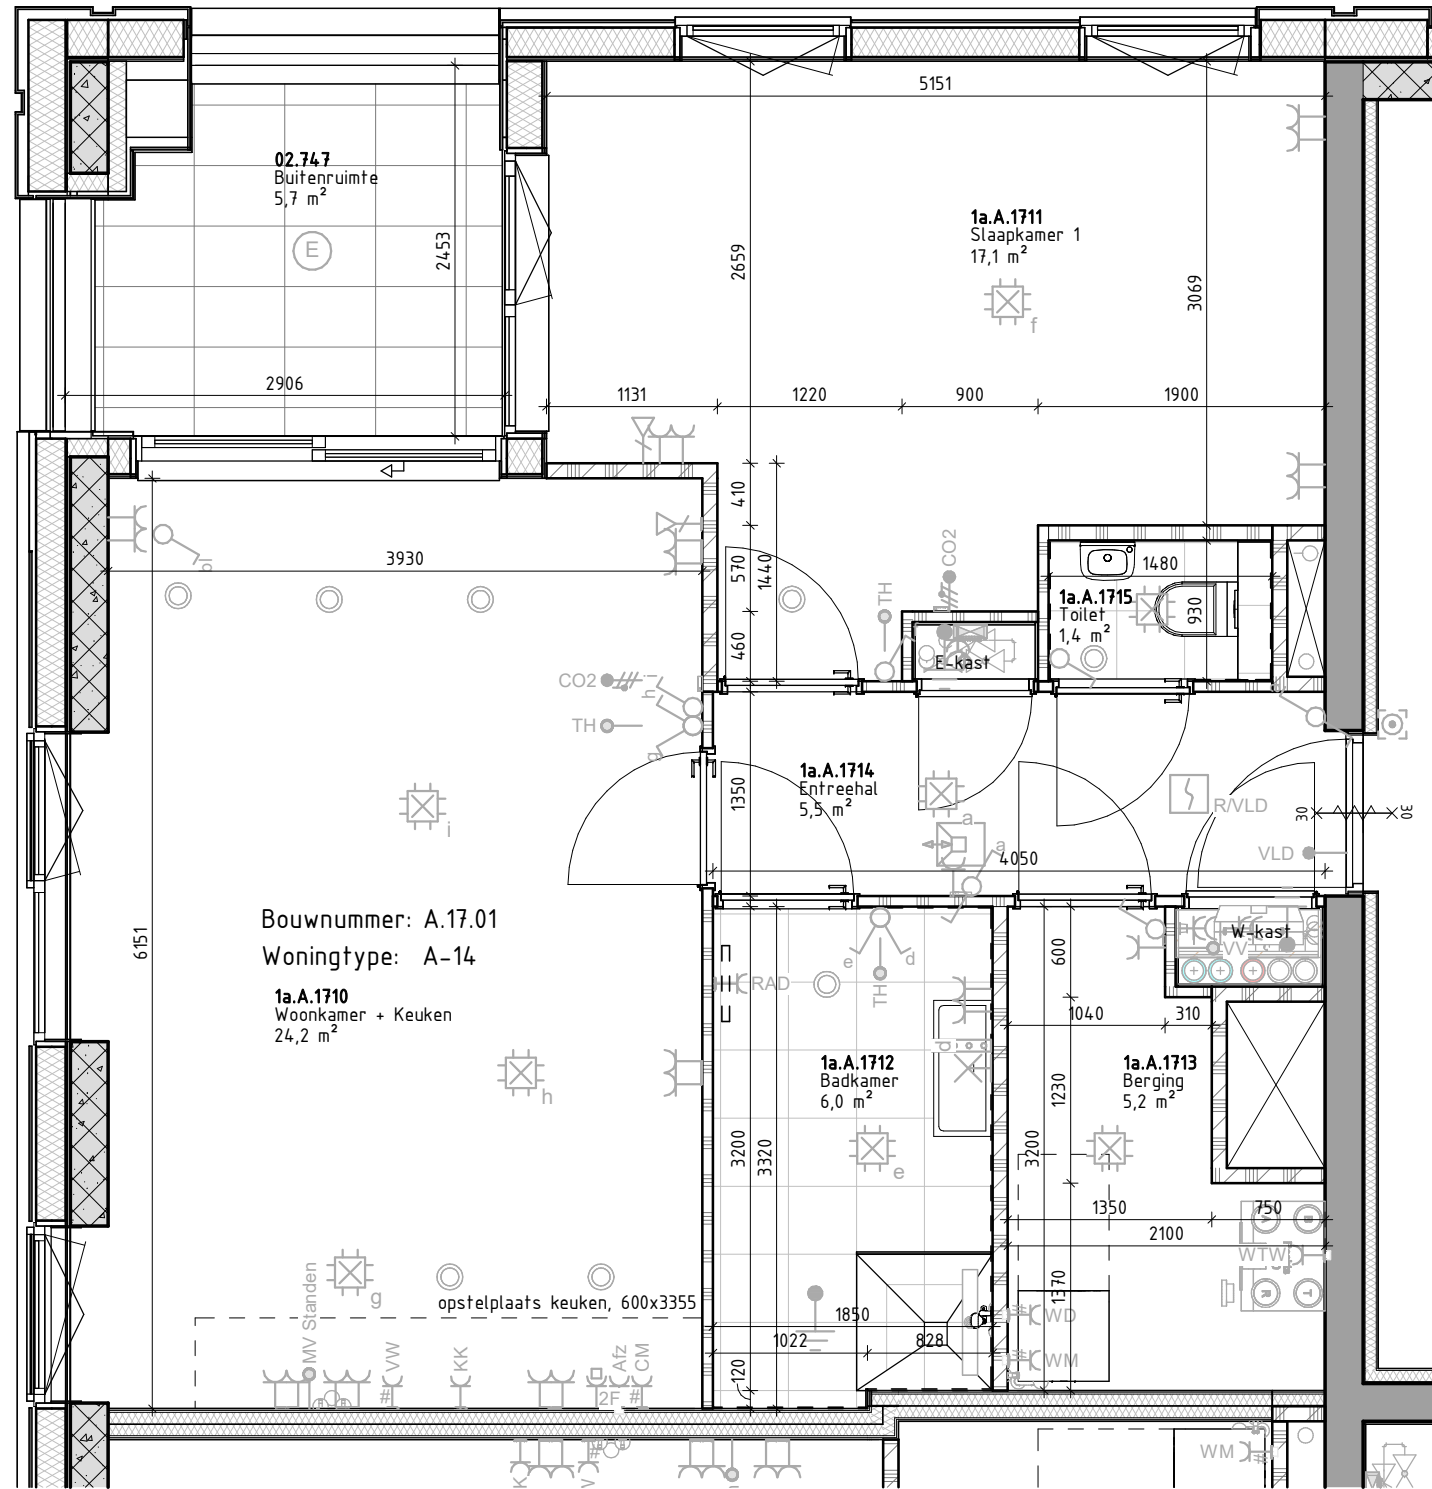 5151
02.747
Buitenruimte
5,7 m²
E
2453
2906
1a.A.1711
Slaapkamer 1
17,1 m²
f
2659
3069
1131
1220
900
1900
410
570
1440
460
3930
CO2
TH
1480
1a.A.1715
Toilet
1,4 m²
930
E-kast
CO2
TH
h
i
g
1a.A.1714
Entreehal
5,5 m²
1350
a
a
R/VLD
VLD
30
30
4050
i
Bouwnummer: A.17.01
Woningtype: A-14
6151
1a.A.1710
Woonkamer + Keuken
24,2 m²
h
RAD
e
d
TH
W-kast
600
1040
310
1a.A.1712
Badkamer
6,0 m²
d
e
1a.A.1713
Berging
5,2 m²
1230
3200
3320
3200
1350
750
2100
WTW
R
T
1370
g
opstelplaats keuken, 600x3355
1850
1022
828
120
WD
WM
MV Standen
VW
#
KK
2F
Afz
CM
#
WM
#
K
#
V